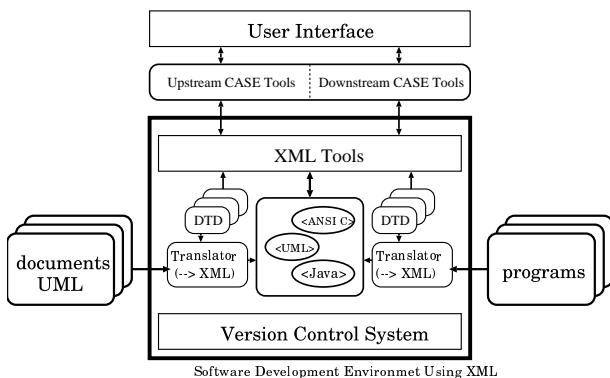 User Interface
Upstream CASE Tools
Downstream CASE Tools
XML Tools
DTD
DTD
<ANSI C>
<UML>
<Java>
Translator
(--> XML)
Translator
(--> XML)
documents
UML
programs
Version Control System
Software Development Environmet Using XML